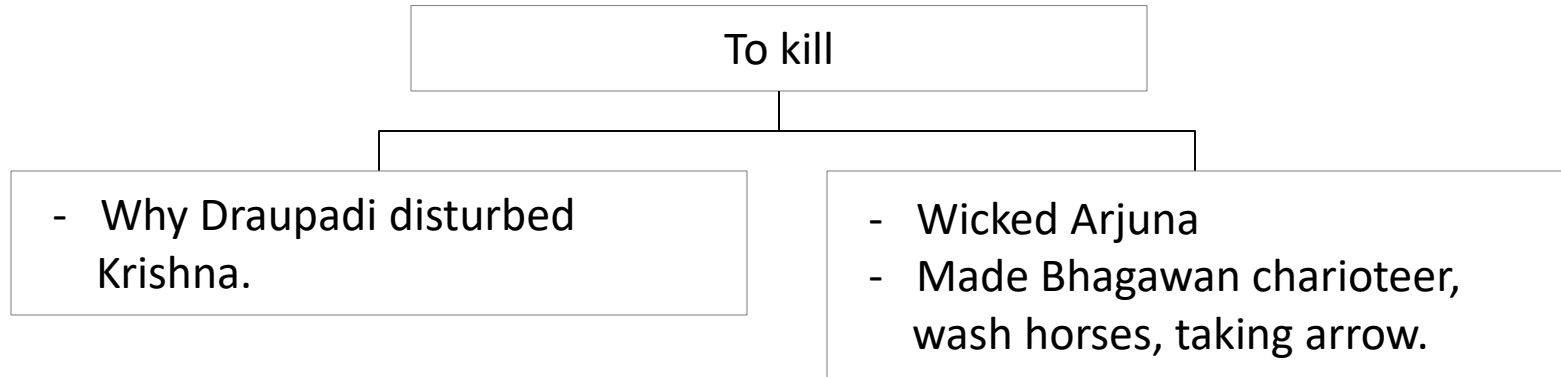 To kill
- Why Draupadi disturbed
Krishna.
- Wicked Arjuna
- Made Bhagawan charioteer,
wash horses, taking arrow.